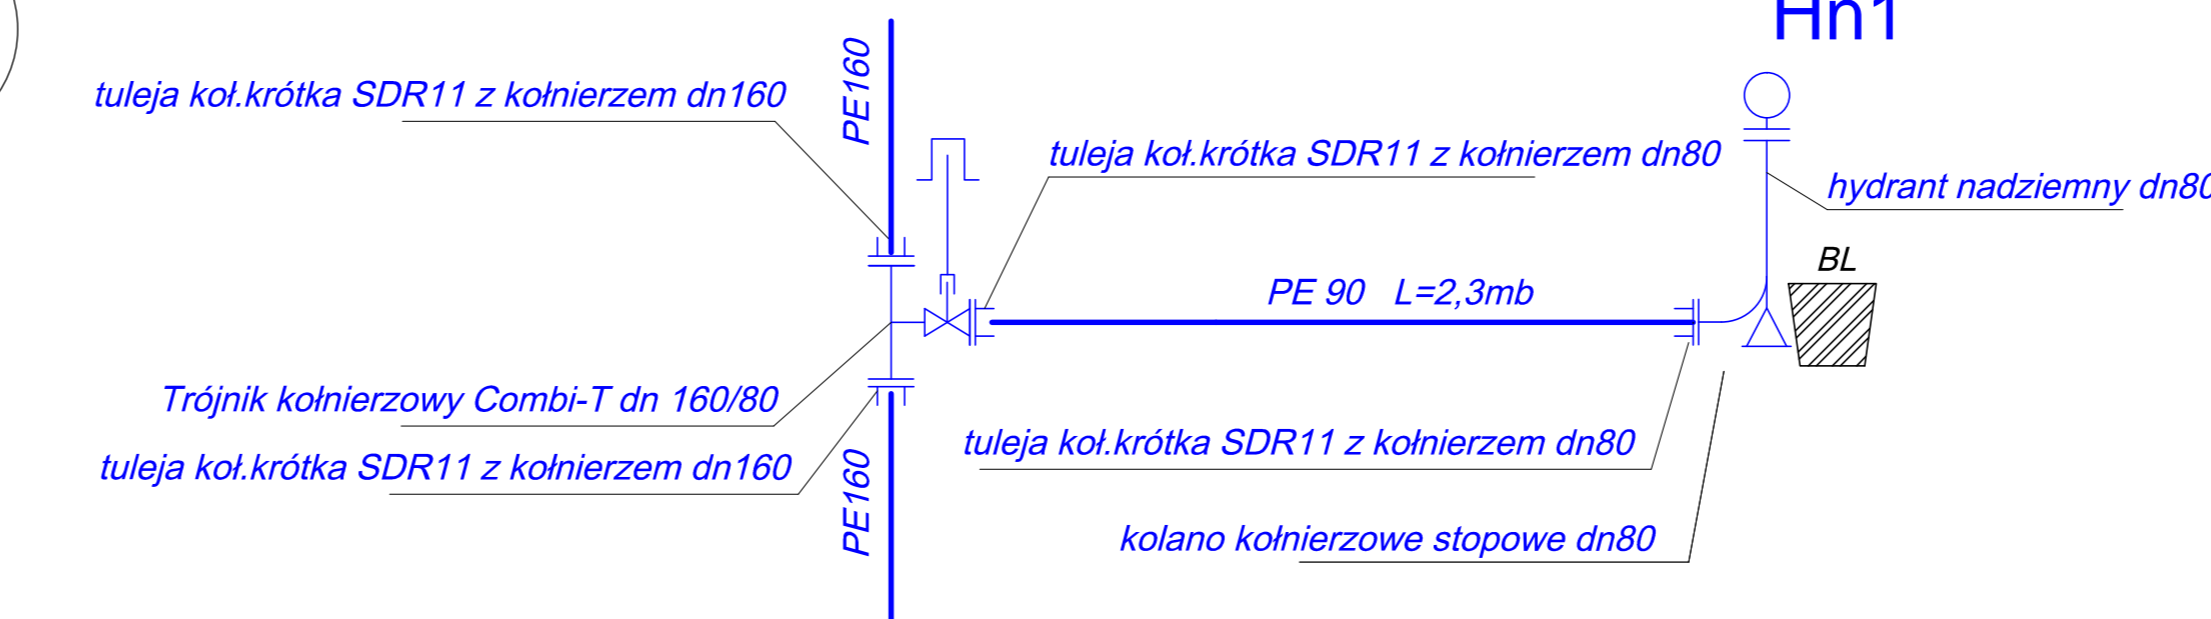 Hn1
PE160
tuleja koł.krótka SDR11 z kołnierzem dn160
tuleja koł.krótka SDR11 z kołnierzem dn80
hydrant nadziemny dn80
BL
PE 90 L=2,3mb
Trójnik kołnierzowy Combi-T dn 160/80
tuleja koł.krótka SDR11 z kołnierzem dn80
tuleja koł.krótka SDR11 z kołnierzem dn160
PE160
kolano kołnierzowe stopowe dn80